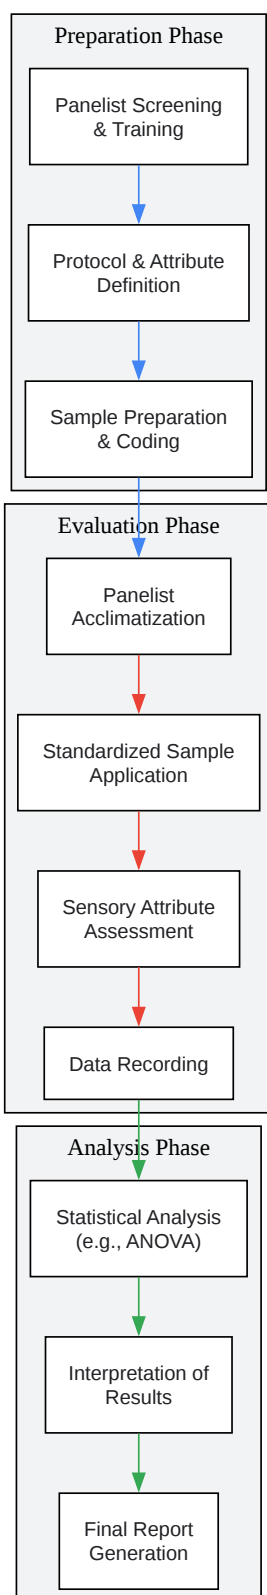 Preparation Phase
Panelist Screening
& Training
Protocol & Attribute
Definition
Sample Preparation
& Coding
Evaluation Phase
Panelist
Acclimatization
Standardized Sample
Application
Sensory Attribute
Assessment
Data Recording
Analysis Phase
Statistical Analysis
(e.g., ANOVA)
Interpretation of
Results
Final Report
Generation